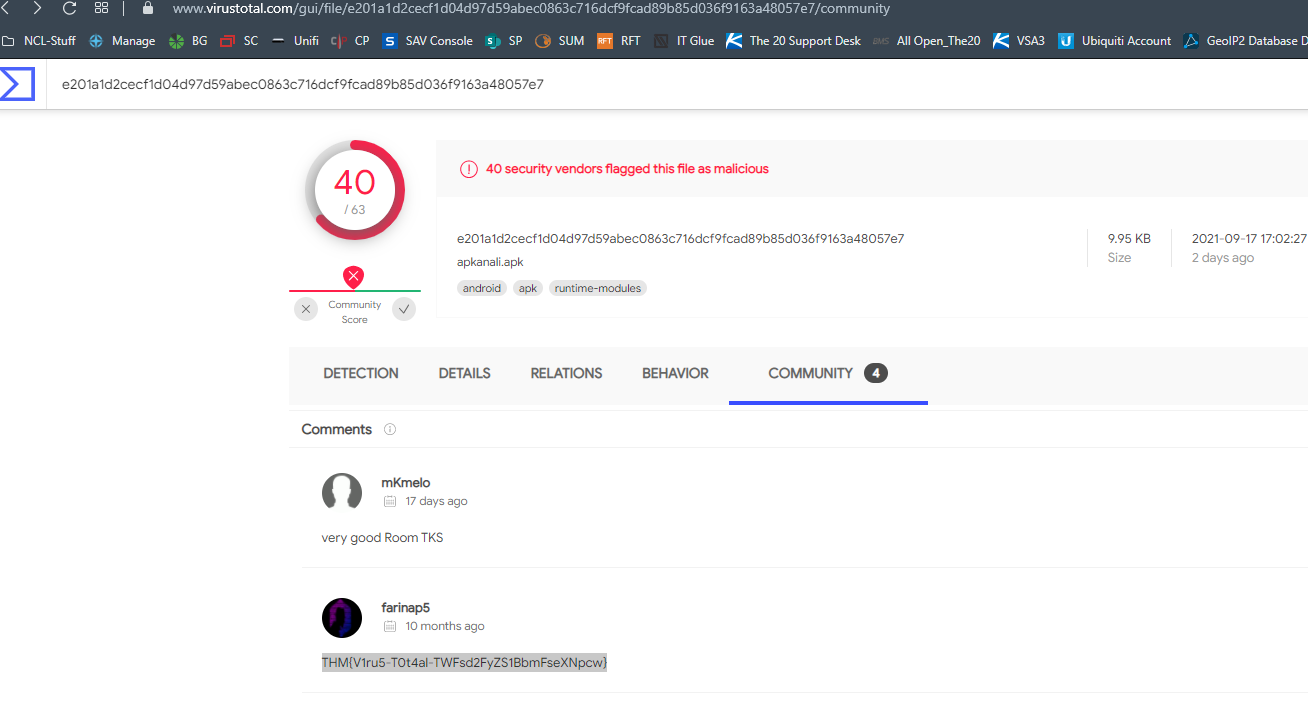 www.virustotal.com/gui/file/e201a1d2cecf1d04d97d59abec0863c716dcf9fcad89b85d036f9163a48057e7/community
NCL-Stuff Manage BG SC Unifi CP SAV Console SP SUM RFT RFT IT Glue The 20 Support Desk All Open_The20 VSA3 Ubiquiti Account GeoIP2 Database D
e201a1d2cecf1d04d97d59abec0863c716dcf9fcad89b85d036f9163a48057e7
40
/ 63
Community
Score
40 security vendors flagged this file as malicious
e201a1d2cecf1d04d97d59abec0863c716dcf9fcad89b85d036f9163a48057e7
apkanali.apk
android apk runtime-modules
9.95 KB
Size
2021-09-17 17:02:27
2 days ago
DETECTION DETAILS RELATIONS BEHAVIOR COMMUNITY 4
Comments
mKmelo
17 days ago
very good Room TKS
farinap5
10 months ago
THM{V1ru5-T0t4al-TWFsd2FyZS1BbmFseXNpcw}